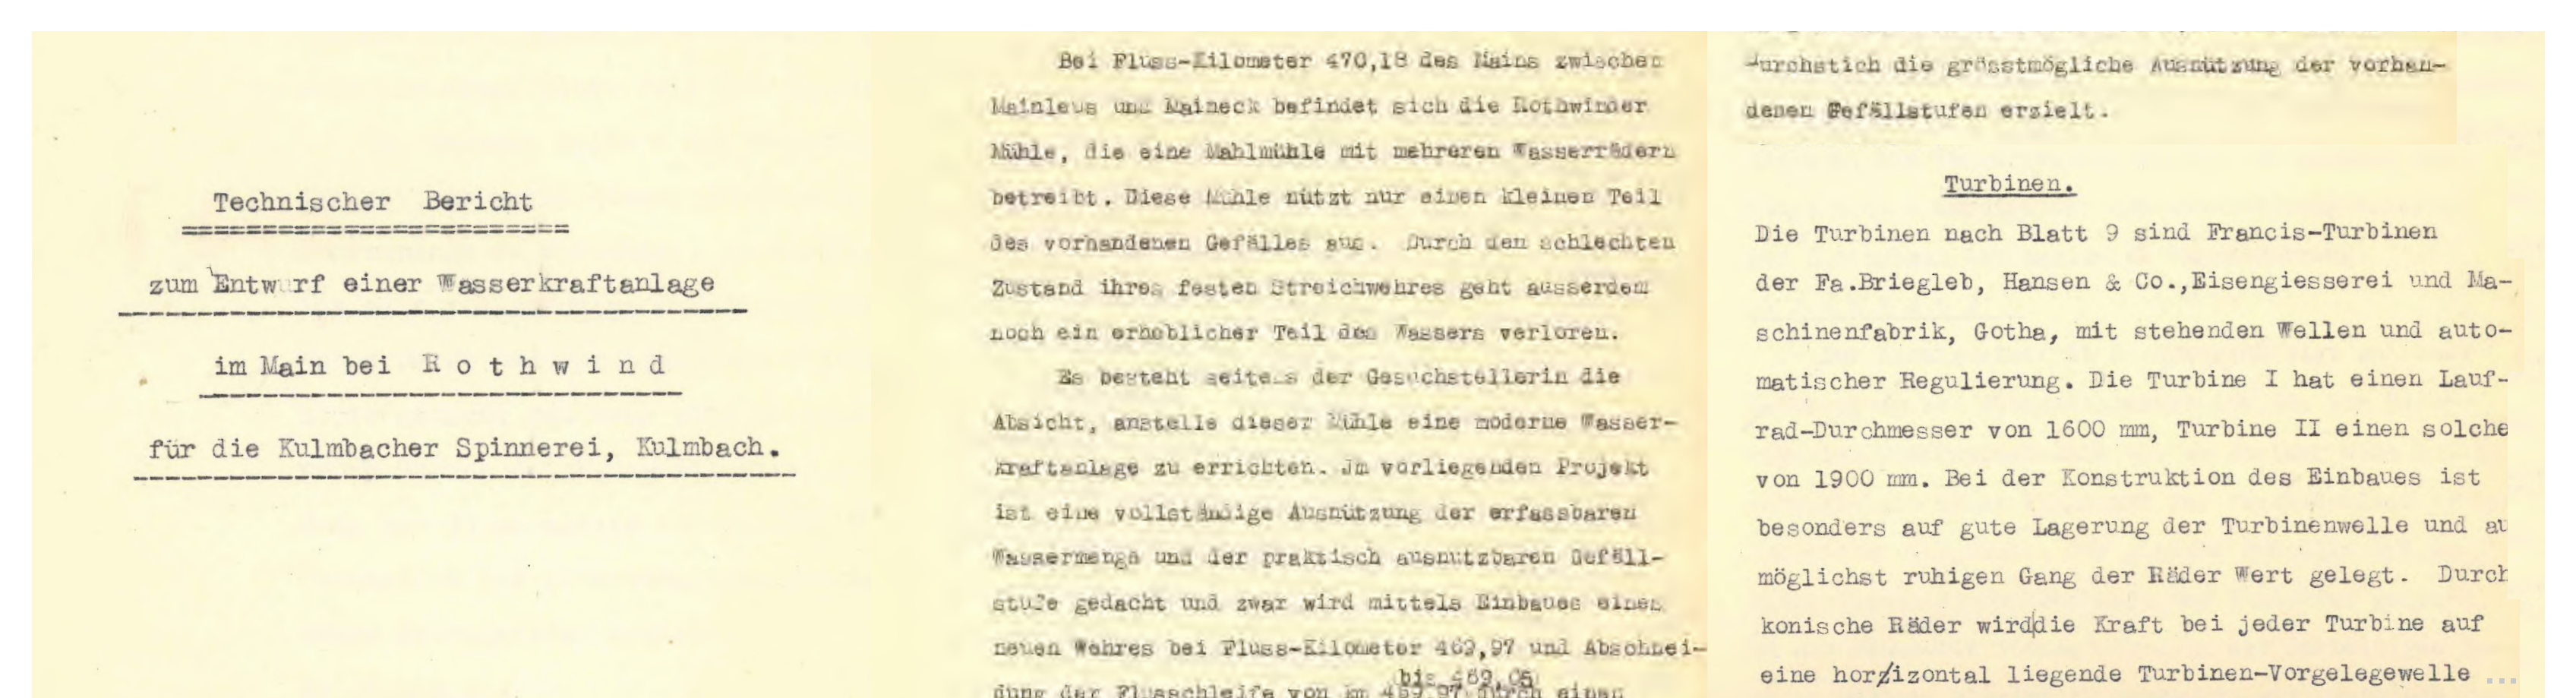 Technischer Bericht
zum Entwurf einer Wasserkraftanlage
im Main bei Rothwind
für die Kulmbacher Spinnerei, Kulmbach.
Bei Fluss-Kilometer 470,18 des Mains zwischen
Mainleus und Maineck befindet sich die Rothwinder
Mühle, die eine Mahlmühle mit mehreren Wasserrädern
betreibt. Diese Mühle nützt nur einen kleinen Teil
des vorhandenen Gefälles aus. Durch den schlechten
Zustand ihres festen Streichwehres geht ausserdem
noch ein erheblicher Teil des Wassers verloren.
Es besteht seitens der Gesuchstellerin die
Absicht, anstelle dieser Mühle eine moderne Wasser-
kraftanlage zu errichten. Jm vorliegenden Projekt
ist eine vollständige Ausnützung der erfassbaren
Wassermenge und der praktisch ausnutzbaren Gefäll-
stufe gedacht und zwar wird mittels Einbaues eines
neuen Wehres bei Fluss-Kilometer 469,97 und Abschnei-
bis 469,05
dung der Flusschleife von km 469,97 durch einen
Durchstich die grösstmögliche Ausnützung der vorhan-
denen Gefällstufen erzielt.
Turbinen.
Die Turbinen nach Blatt 9 sind Francis-Turbinen
der Fa.Briegleb, Hansen & Co.,Eisengiesserei und Ma-
schinenfabrik, Gotha, mit stehenden Wellen und auto-
matischer Regulierung. Die Turbine I hat einen Lauf-
rad-Durchmesser von 1600 mm, Turbine II einen solche
von 1900 mm. Bei der Konstruktion des Einbaues ist
besonders auf gute Lagerung der Turbinenwelle und au
möglichst ruhigen Gang der Räder Wert gelegt. Durch
konische Räder wird die Kraft bei jeder Turbine auf
eine horizontal liegende Turbinen-Vorgelegewelle ...